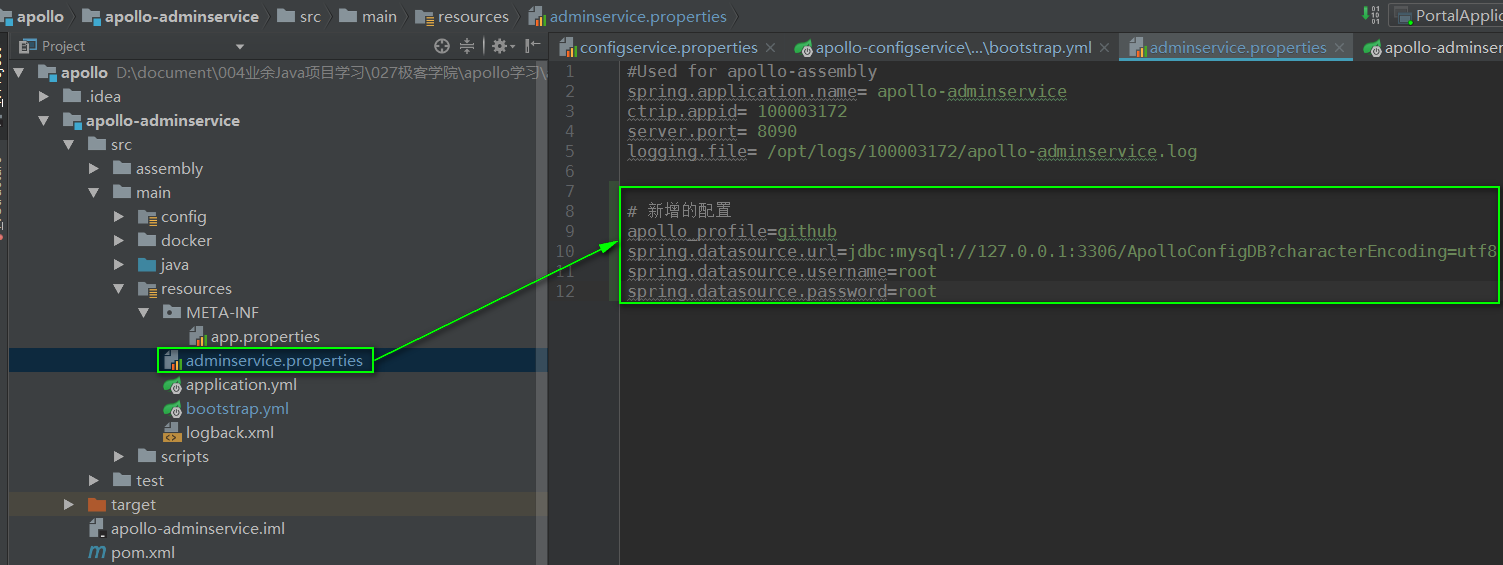 apollo apollo-adminservice src main resources adminservice.properties PortalApplic
Project
configservice.properties apollo-configservice\...\bootstrap.yml adminservice.properties apollo-adminser
apollo D:\document\004业余Java项目学习\027极客学院\apollo学习\
.idea
apollo-adminservice
src
assembly
main
config
docker
java
resources
META-INF
app.properties
adminservice.properties
application.yml
bootstrap.yml
logback.xml
scripts
test
target
apollo-adminservice.iml
pom.xml
1 #Used for apollo-assembly
2 spring.application.name= apollo-adminservice
3 ctrip.appid= 100003172
4 server.port= 8090
5 logging.file= /opt/logs/100003172/apollo-adminservice.log
6
7
8 # 新增的配置
9 apollo_profile=github
10 spring.datasource.url=jdbc:mysql://127.0.0.1:3306/ApolloConfigDB?characterEncoding=utf8
11 spring.datasource.username=root
12 spring.datasource.password=root